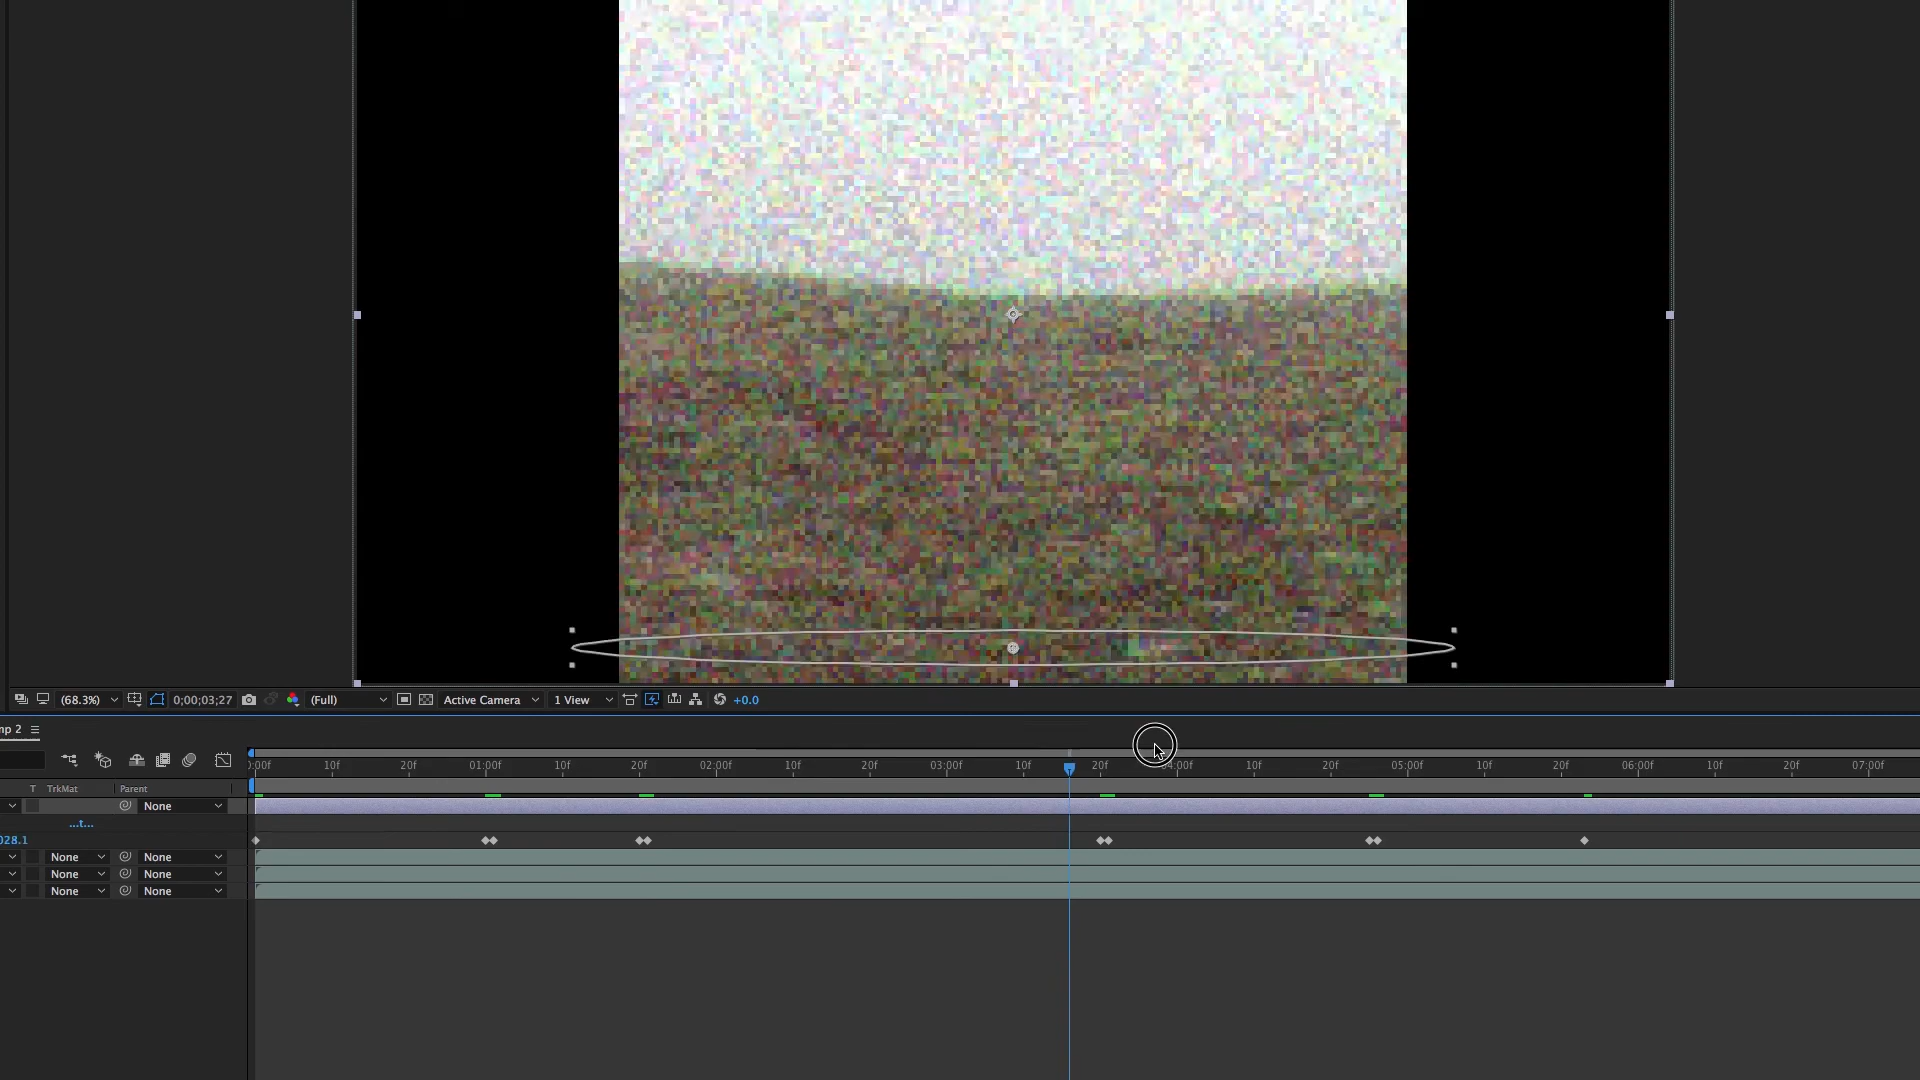 (68.3%) 0;00;03;27 (Full) Active Camera 1 View +0.0
mp 2
:00f 10f 20f 01:00f 10f 20f 02:00f 10f 20f 03:00f 10f 20f 04:00f 10f 20f 05:00f 10f 20f 06:00f 10f 20f 07:00f
T TrkMat Parent
None
...t...
028.1
None None
None None
None None